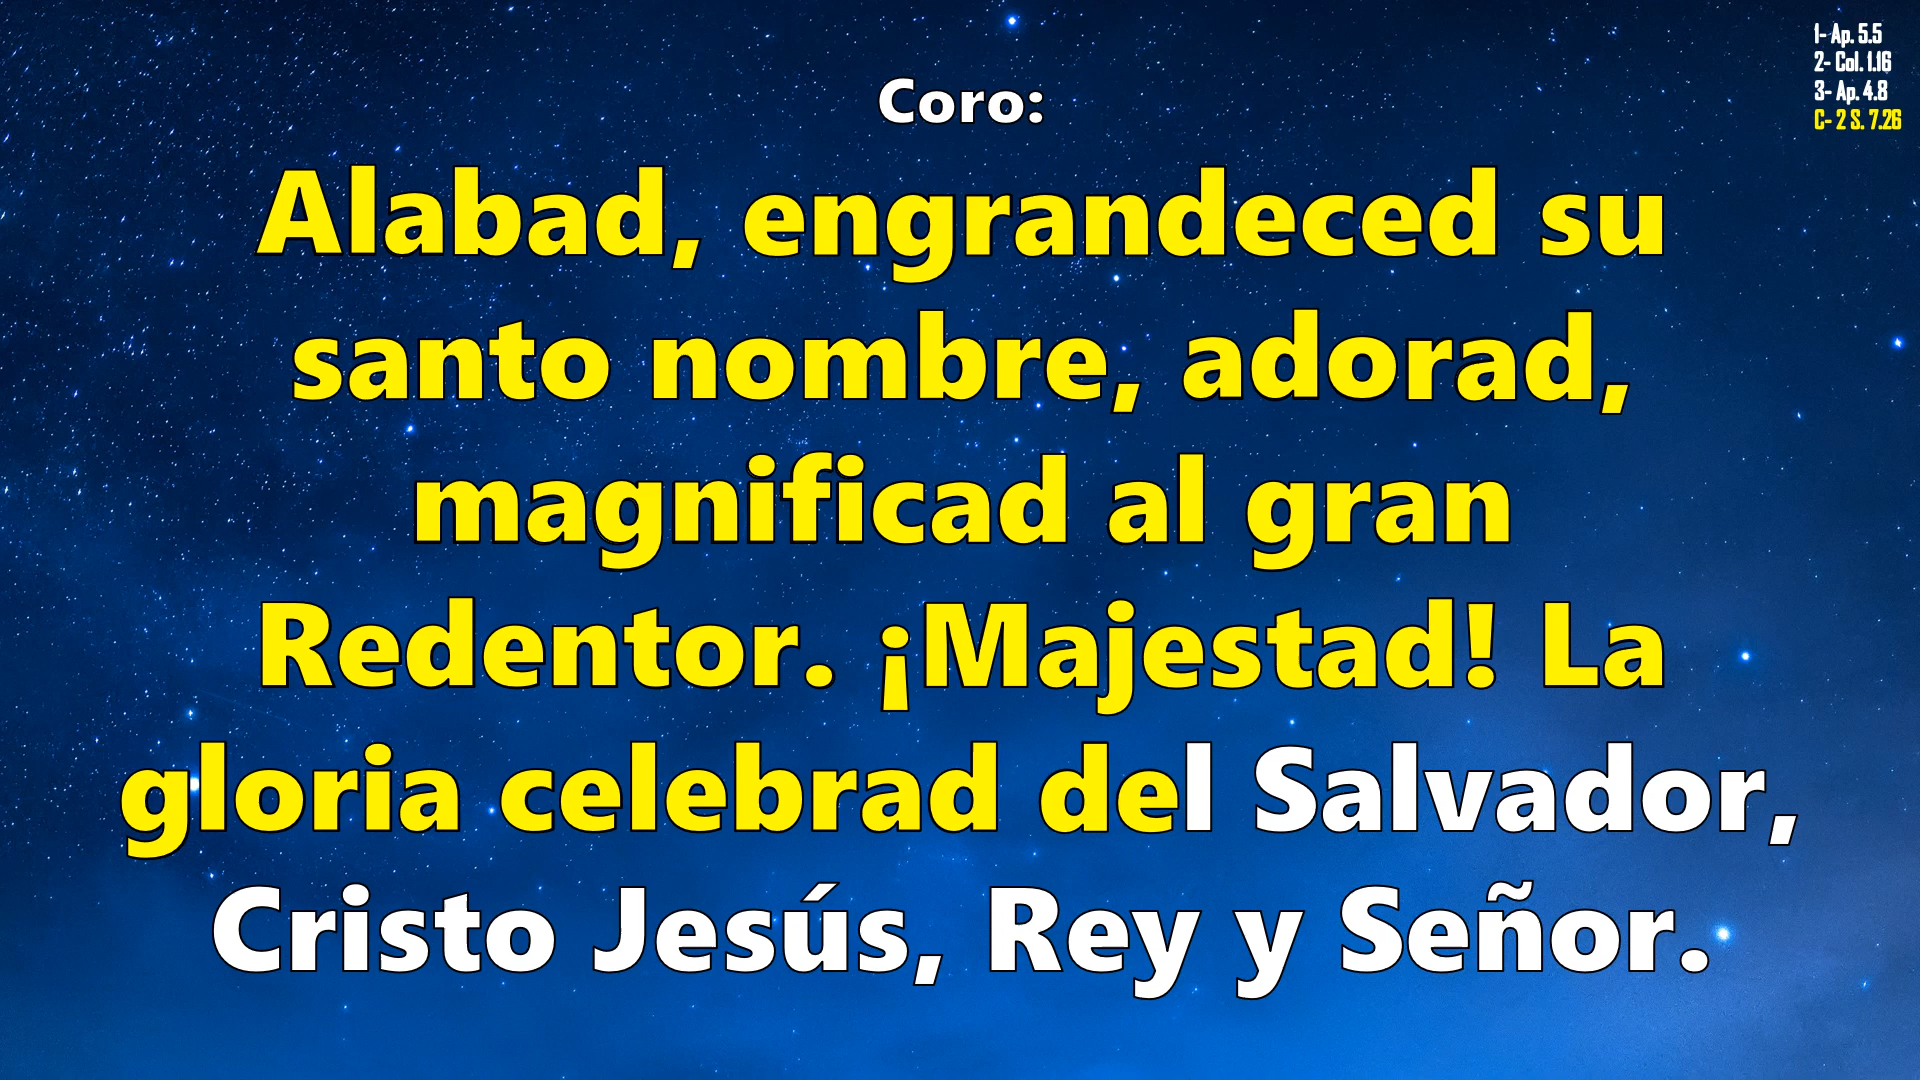 1- Ap. 5.5
2- Col. 1.16
3- Ap. 4.8
C- 2 S. 7.26
Coro:
Alabad, engrandeced su
santo nombre, adorad,
magnificad al gran
Redentor. ¡Majestad! La
gloria celebrad del Salvador,
Cristo Jesús, Rey y Señor.